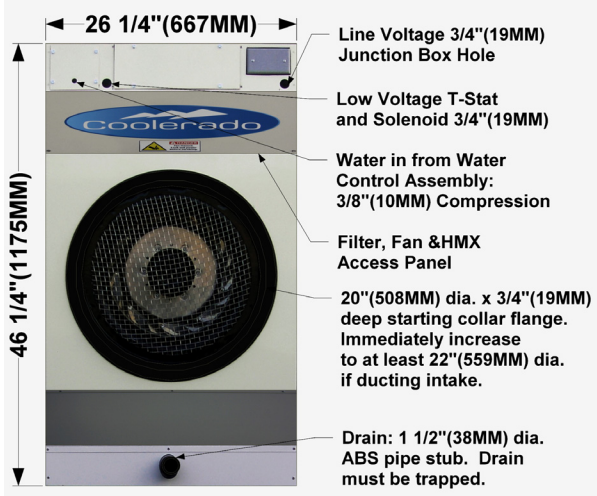 26 1/4"(667MM)
46 1/4"(1175MM)
Coolerado
Line Voltage 3/4"(19MM)
Junction Box Hole
Low Voltage T-Stat
and Solenoid 3/4"(19MM)
Water in from Water
Control Assembly:
3/8"(10MM) Compression
Filter, Fan &HMX
Access Panel
20"(508MM) dia. x 3/4"(19MM)
deep starting collar flange.
Immediately increase
to at least 22"(559MM) dia.
if ducting intake.
Drain: 1 1/2"(38MM) dia.
ABS pipe stub.  Drain
must be trapped.